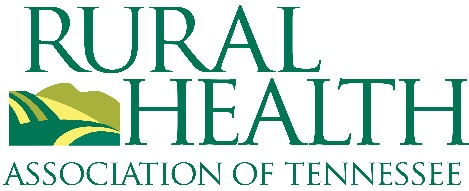 RURAL
HEALTH
ASSOCIATION OF TENNESSEE